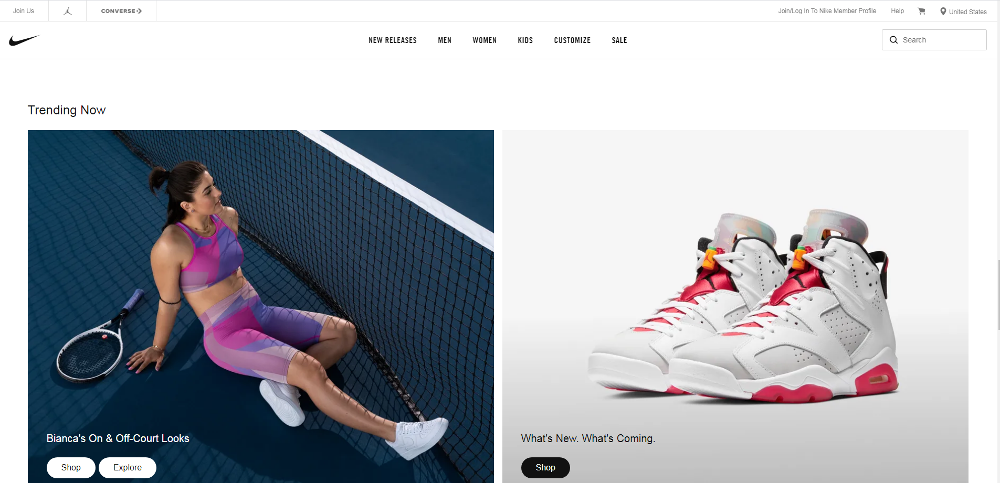 Join Us
CONVERSE
Join/Log In To Nike Member Profile
Help
United States
NEW RELEASES
MEN
WOMEN
KIDS
CUSTOMIZE
SALE
Search
Trending Now
Bianca's On & Off-Court Looks
Shop
Explore
What's New. What's Coming.
Shop